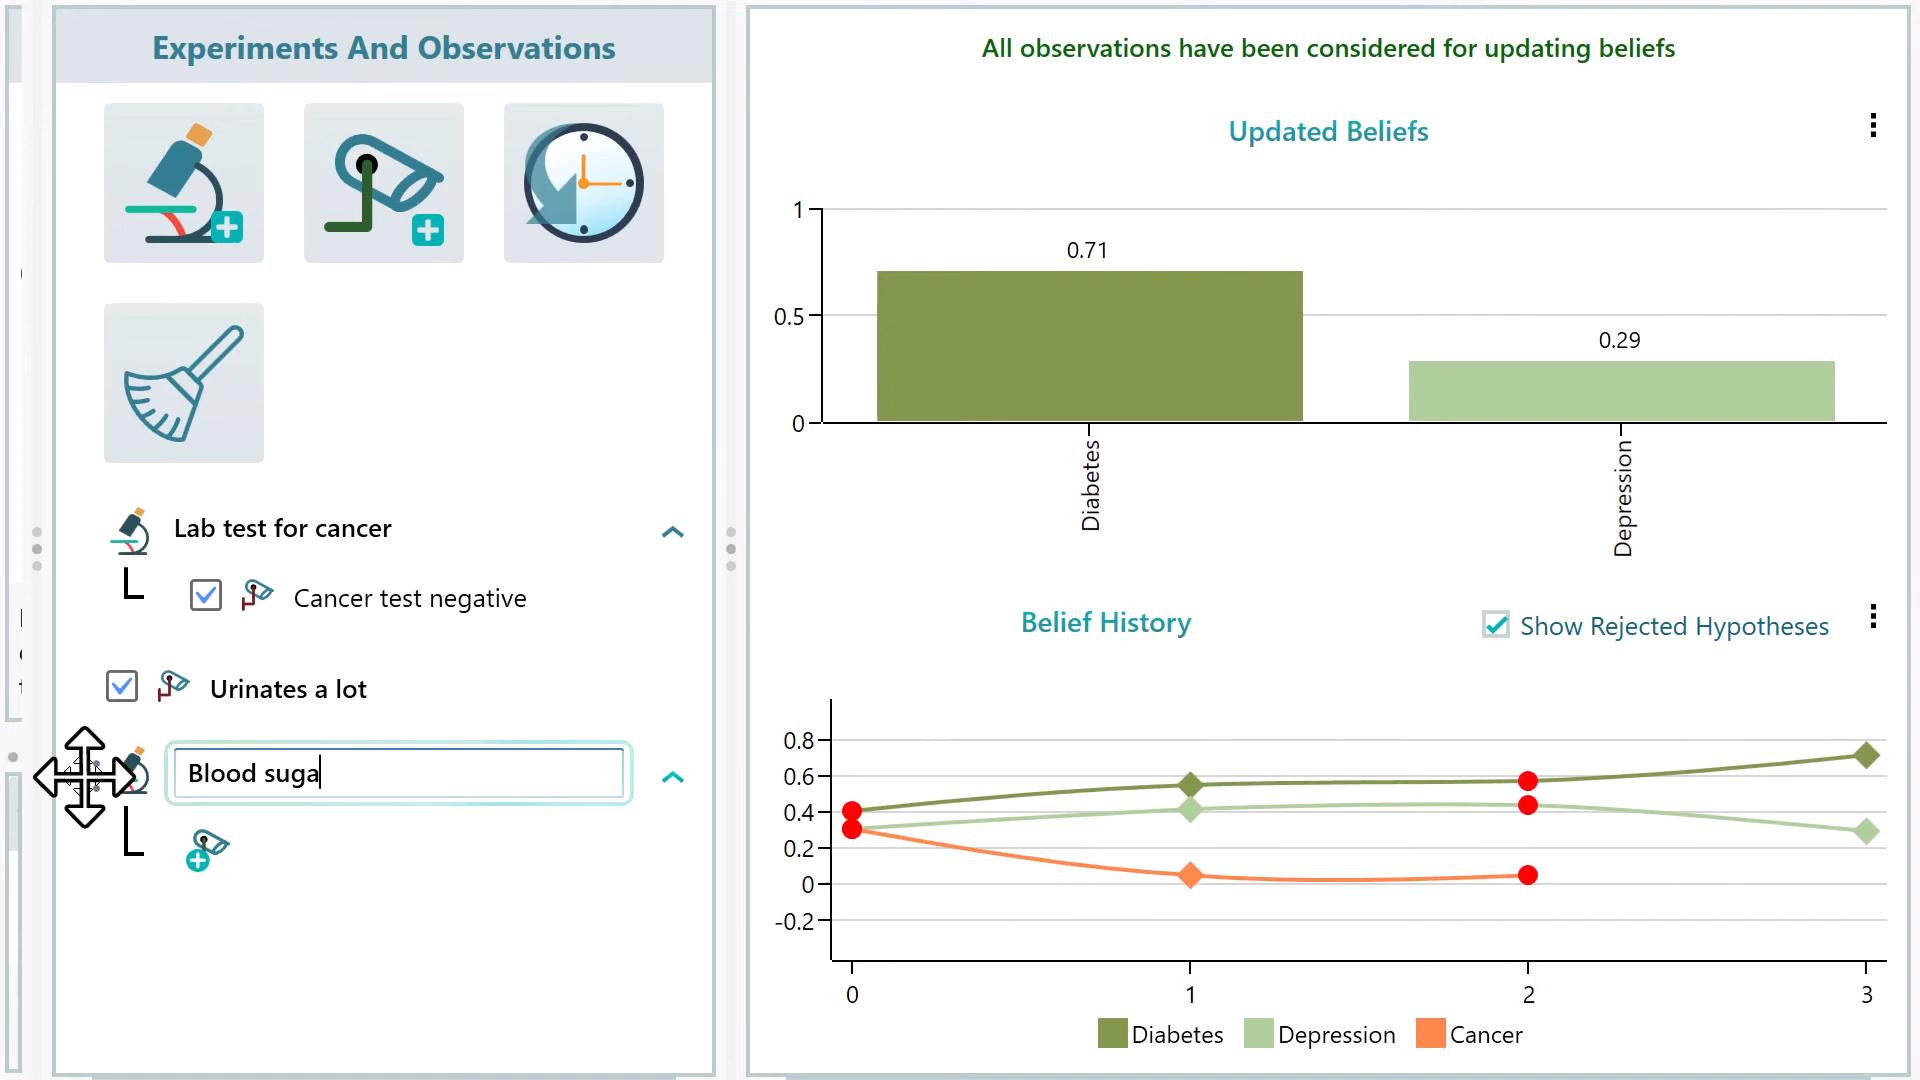 Experiments And Observations
Lab test for cancer
Cancer test negative
Urinates a lot
Blood suga
All observations have been considered for updating beliefs
Updated Beliefs
1
0.5
0
0.71
0.29
Diabetes
Depression
Belief History
Show Rejected Hypotheses
0.8
0.6
0.4
0.2
0
-0.2
0 1 2 3
Diabetes Depression Cancer